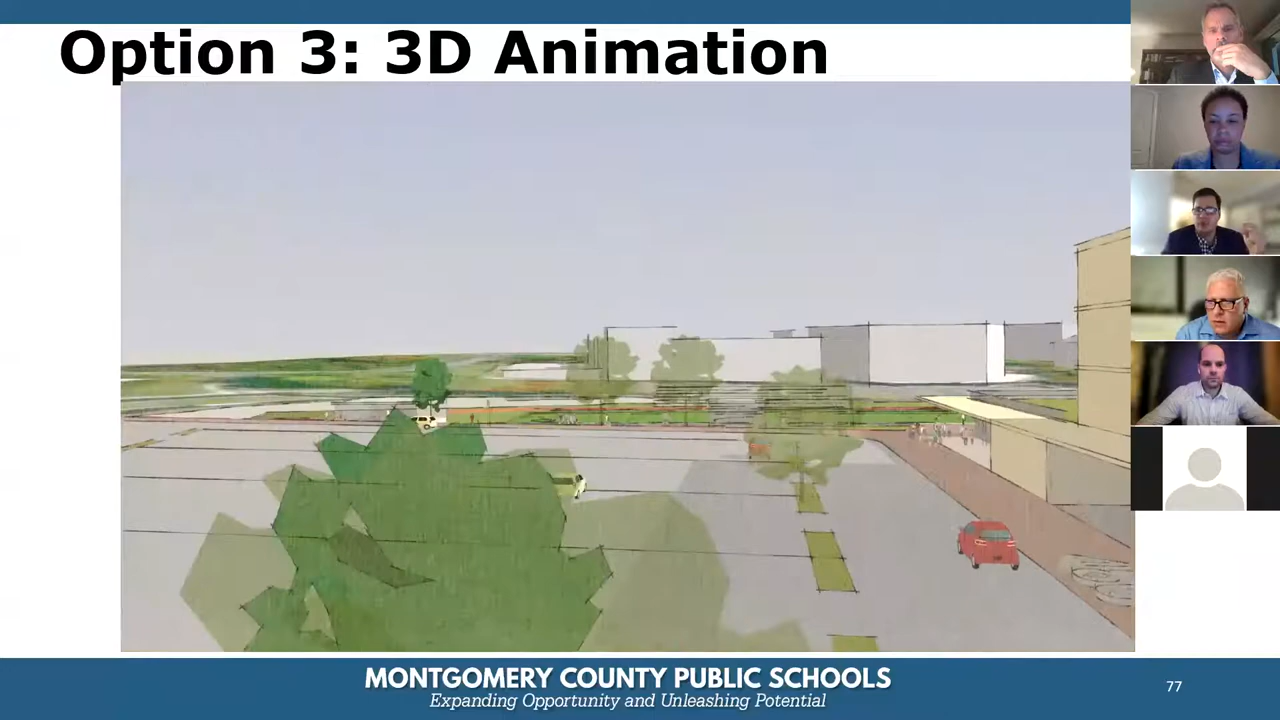 Option 3: 3D Animation
MONTGOMERY COUNTY PUBLIC SCHOOLS
Expanding Opportunity and Unleashing Potential
77